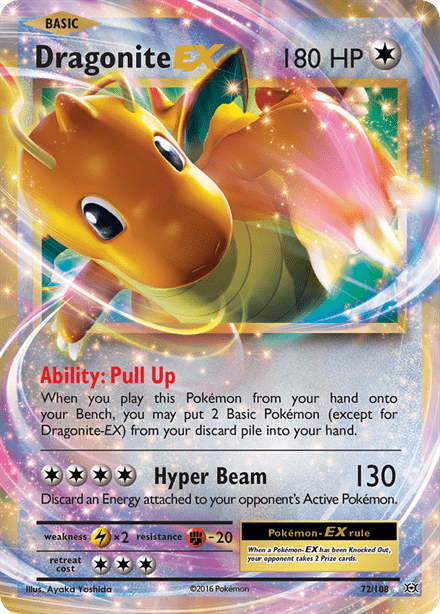 BASIC
Dragonite EX 180 HP
Ability: Pull Up
When you play this Pokémon from your hand onto
your Bench, you may put 2 Basic Pokémon (except for
Dragonite-EX) from your discard pile into your hand.
Hyper Beam 130
Discard an Energy attached to your opponent's Active Pokémon.
weakness ×2 resistance -20
retreat
cost
Pokémon-EX rule
When a Pokémon-EX has been Knocked Out,
your opponent takes 2 Prize cards.
Illus. Ayaka Yoshida ©2016 Pokémon 72/108